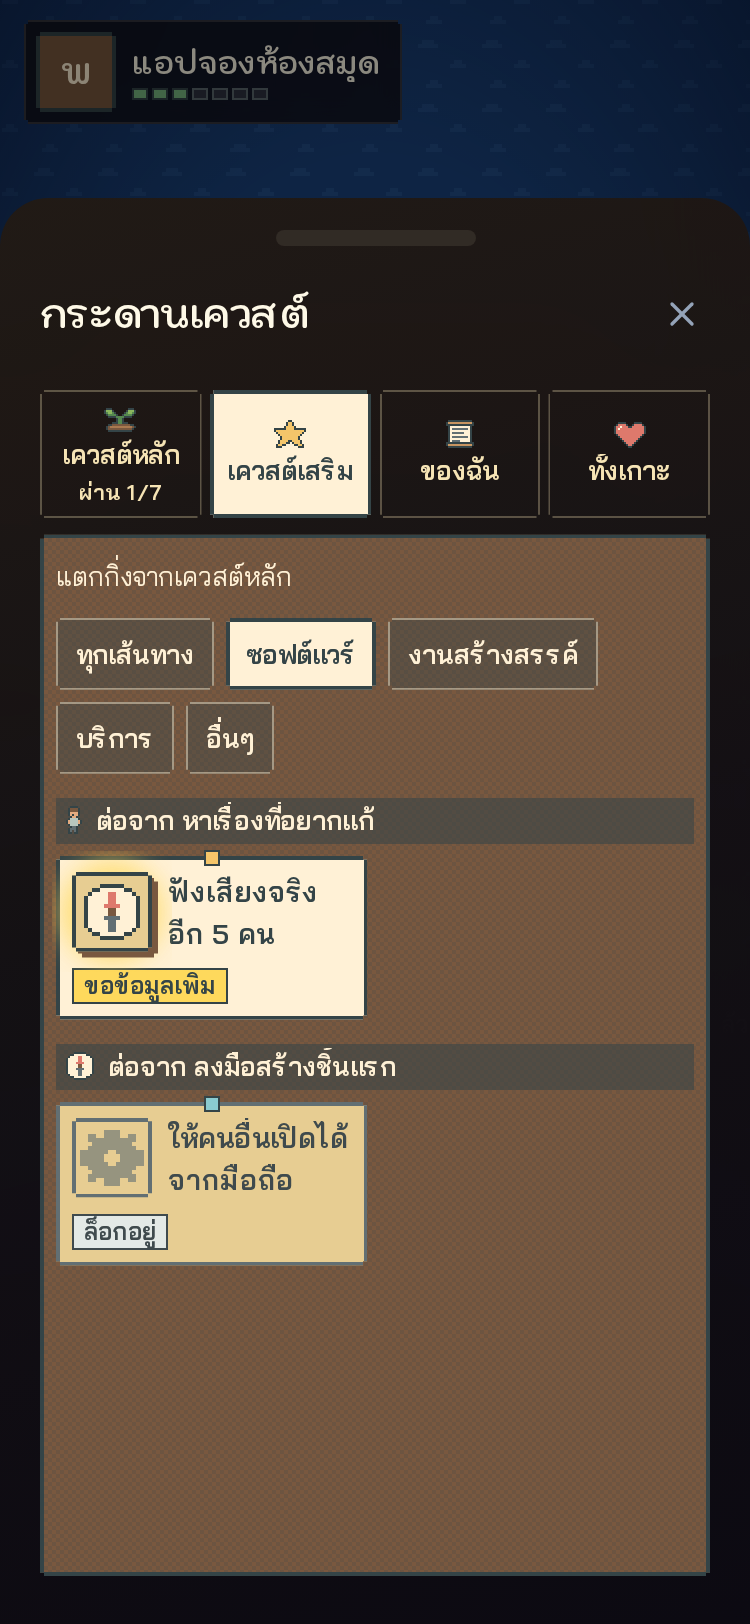 พ
แอปจองห้องสมุด
กระดานเควสต์
เควสต์หลัก
ผ่าน 1/7
เควสต์เสริม
ของฉัน
ทั้งเกาะ
แตกกิ่งจากเควสต์หลัก
ทุกเส้นทาง
ซอฟต์แวร์
งานสร้างสรรค์
บริการ
อื่นๆ
ต่อจาก หาเรื่องที่อยากแก้
ฟังเสียงจริง
อีก 5 คน
ขอข้อมูลเพิ่ม
ต่อจาก ลงมือสร้างชิ้นแรก
ให้คนอื่นเปิดได้
จากมือถือ
ล็อกอยู่